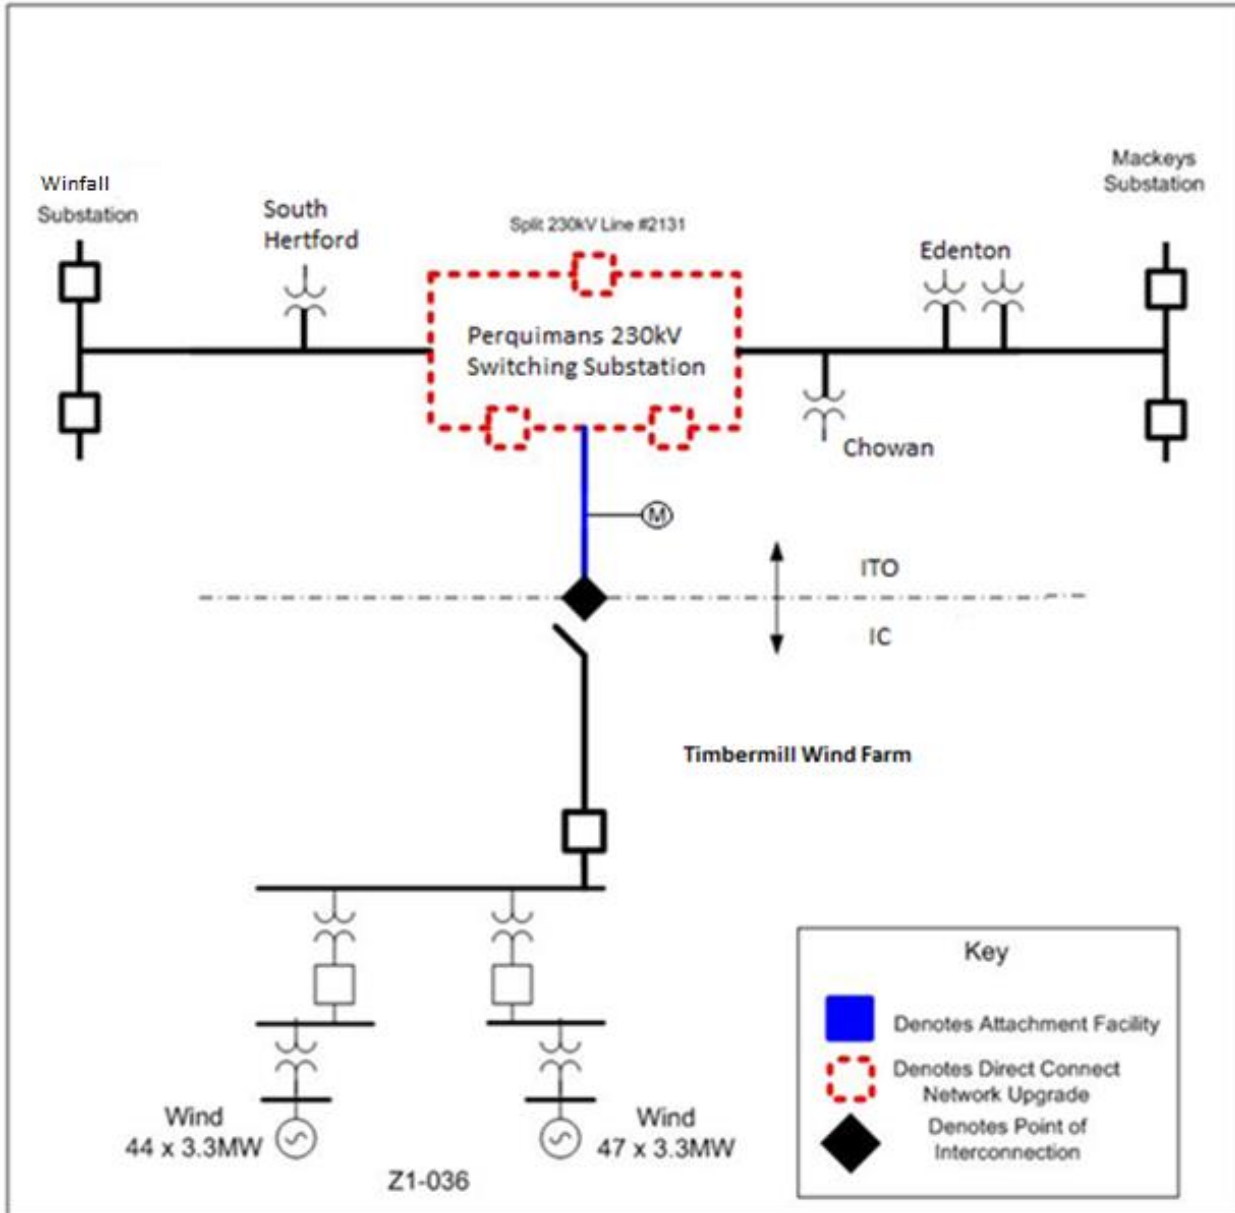 Winfall
Substation
South
Hertford
Split 230kV Line #2131
Mackeys
Substation
Edenton
Perquimans 230kV
Switching Substation
Chowan
M
ITO
IC
Timbermill Wind Farm
Wind
44 x 3.3MW
Wind
47 x 3.3MW
Z1-036
Key
Denotes Attachment Facility
Denotes Direct Connect
Network Upgrade
Denotes Point of
Interconnection